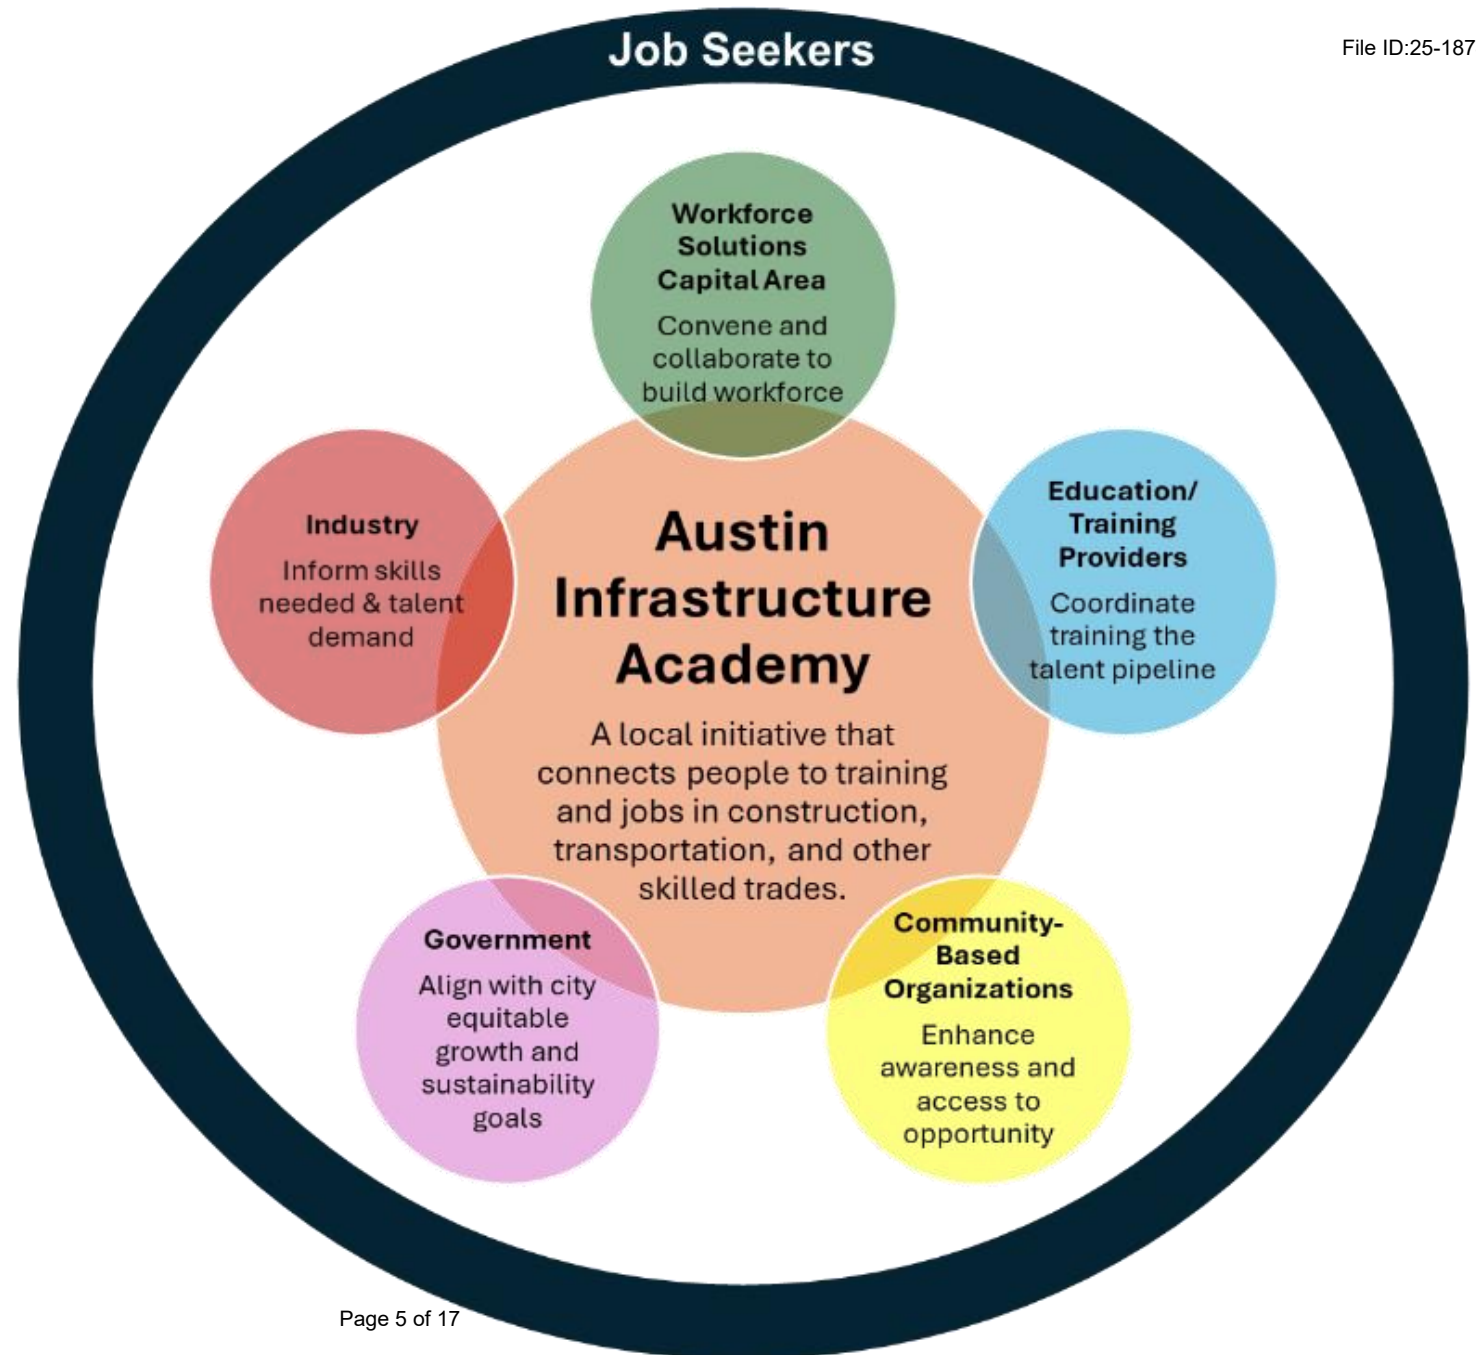 Job Seekers
File ID:25-187
Workforce
Solutions
Capital Area
Convene and
collaborate to
build workforce
Industry
Inform skills
needed & talent
demand
Austin
Infrastructure
Academy
A local initiative that
connects people to training
and jobs in construction,
transportation, and other
skilled trades.
Education/
Training
Providers
Coordinate
training the
talent pipeline
Government
Align with city
equitable
growth and
sustainability
goals
Community-
Based
Organizations
Enhance
awareness and
access to
opportunity
Page 5 of 17